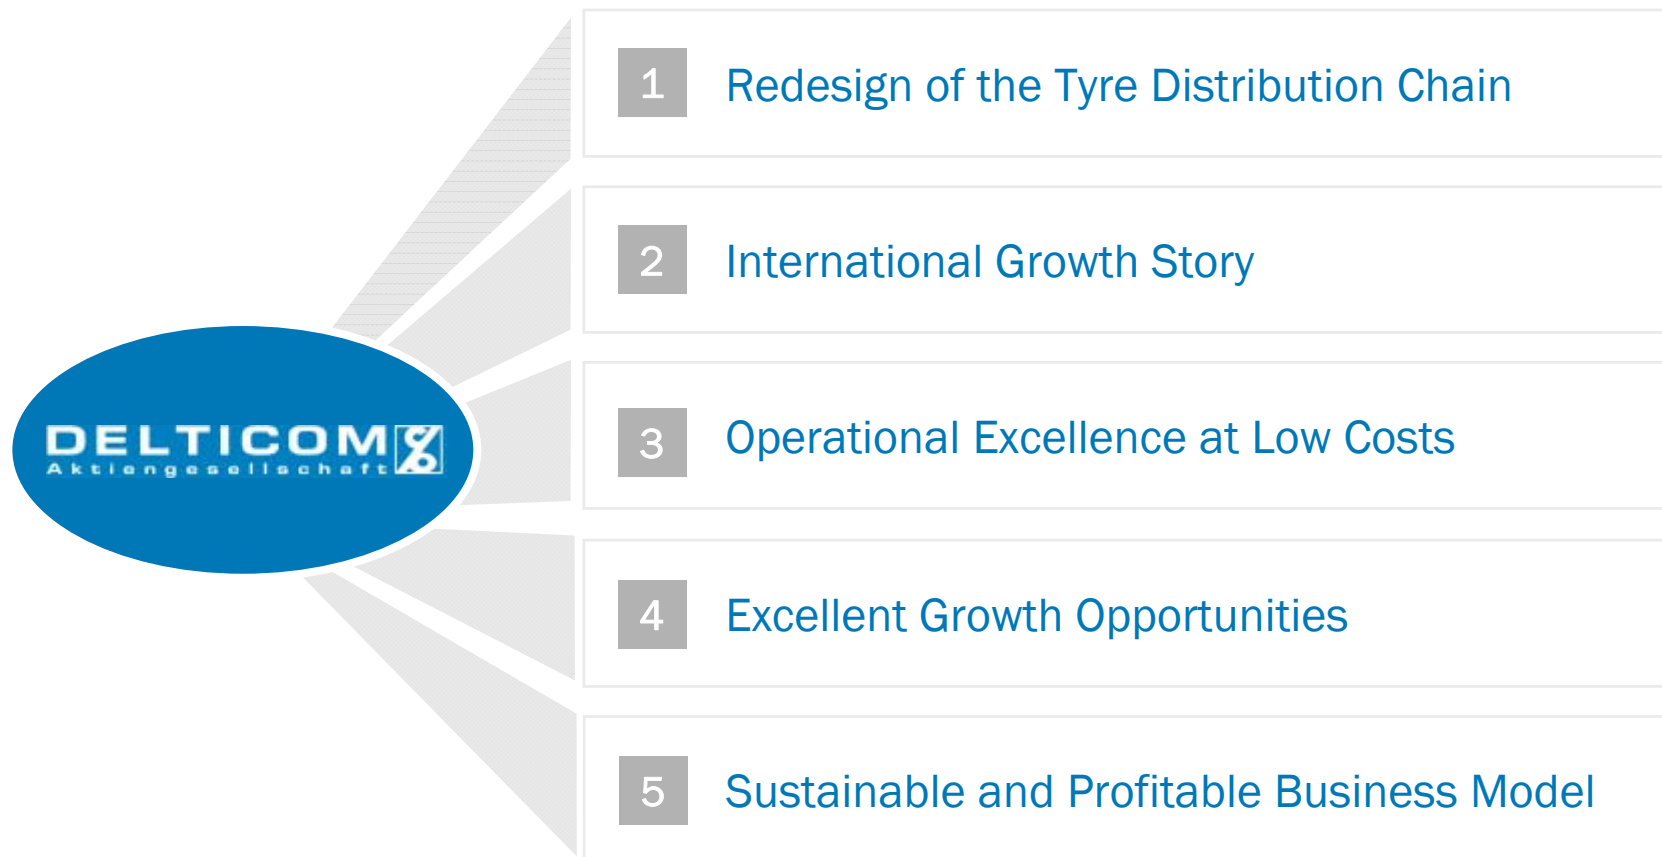 1
Redesign of the Tyre Distribution Chain
2
International Growth Story
DELTICOM
Aktiengesellschaft
3
Operational Excellence at Low Costs
4
Excellent Growth Opportunities
5
Sustainable and Profitable Business Model